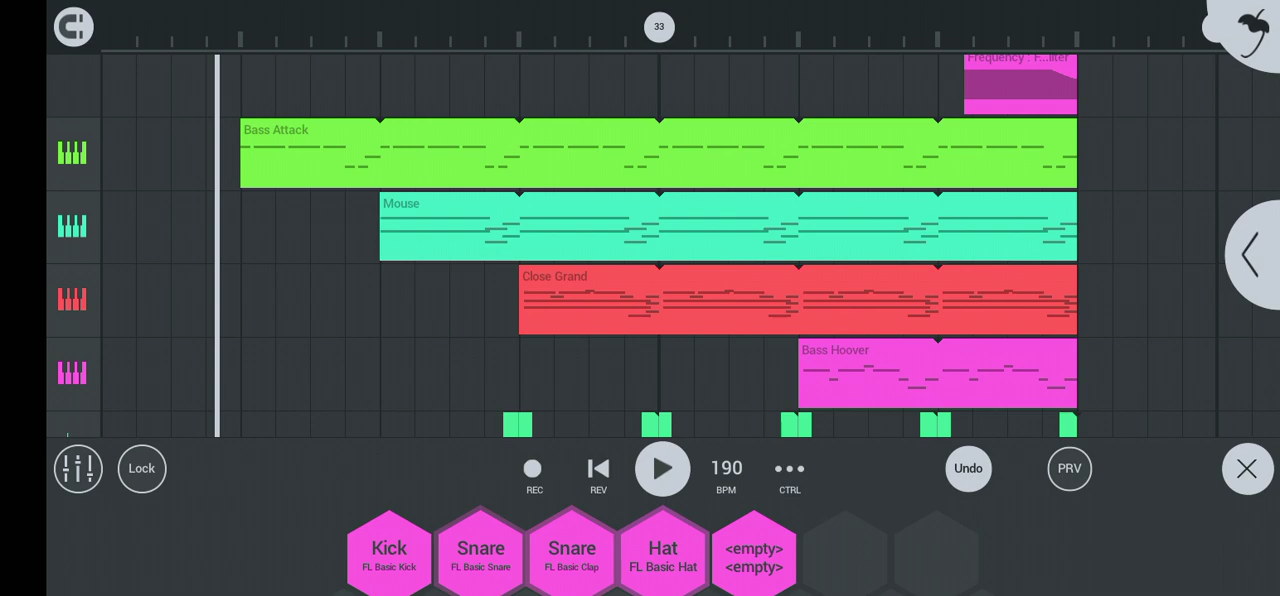 33
Frequency : F...liter
Bass Attack
Mouse
Close Grand
Bass Hoover
Lock
REC
REV
190
BPM
CTRL
Undo
PRV
Kick
FL Basic Kick
Snare
FL Basic Snare
Snare
FL Basic Clap
Hat
FL Basic Hat
<empty>
<empty>